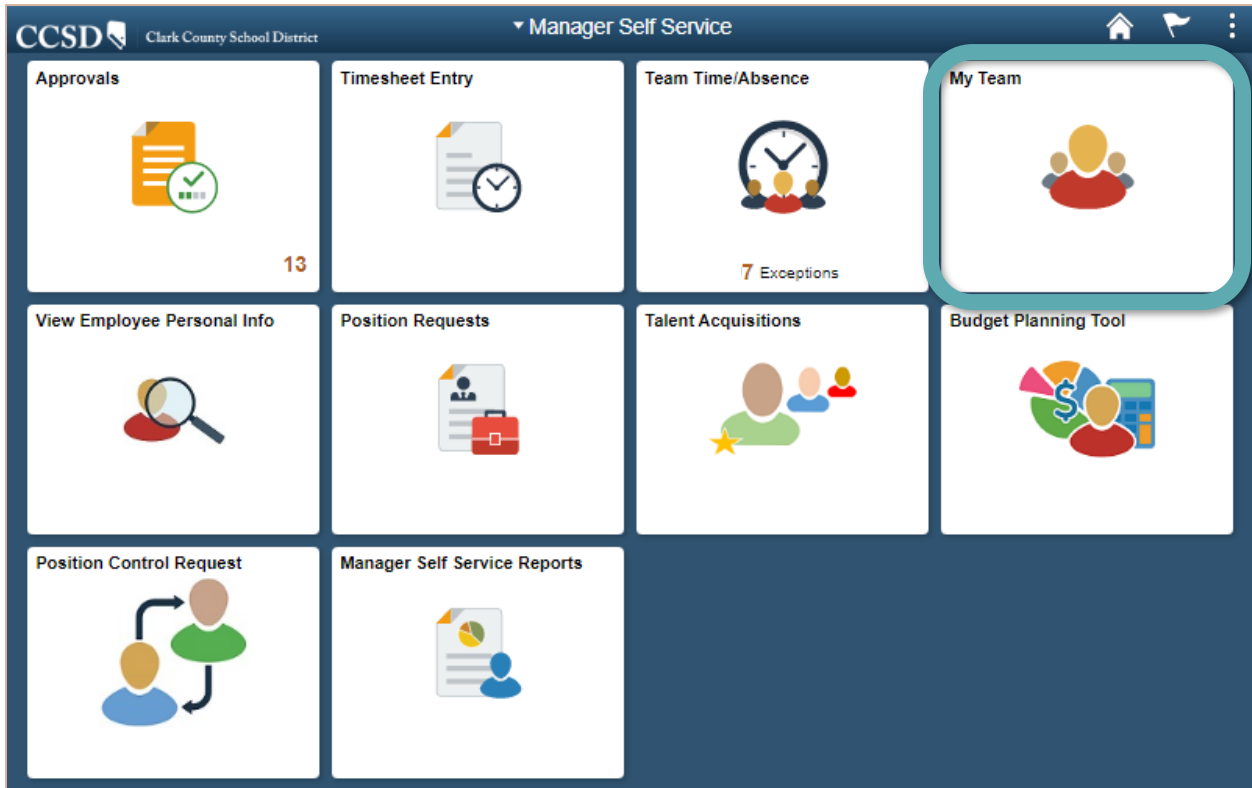 CCSD Clark County School District
Manager Self Service
Approvals
13
Timesheet Entry
Team Time/Absence
7 Exceptions
My Team
View Employee Personal Info
Position Requests
Talent Acquisitions
Budget Planning Tool
$
Position Control Request
Manager Self Service Reports